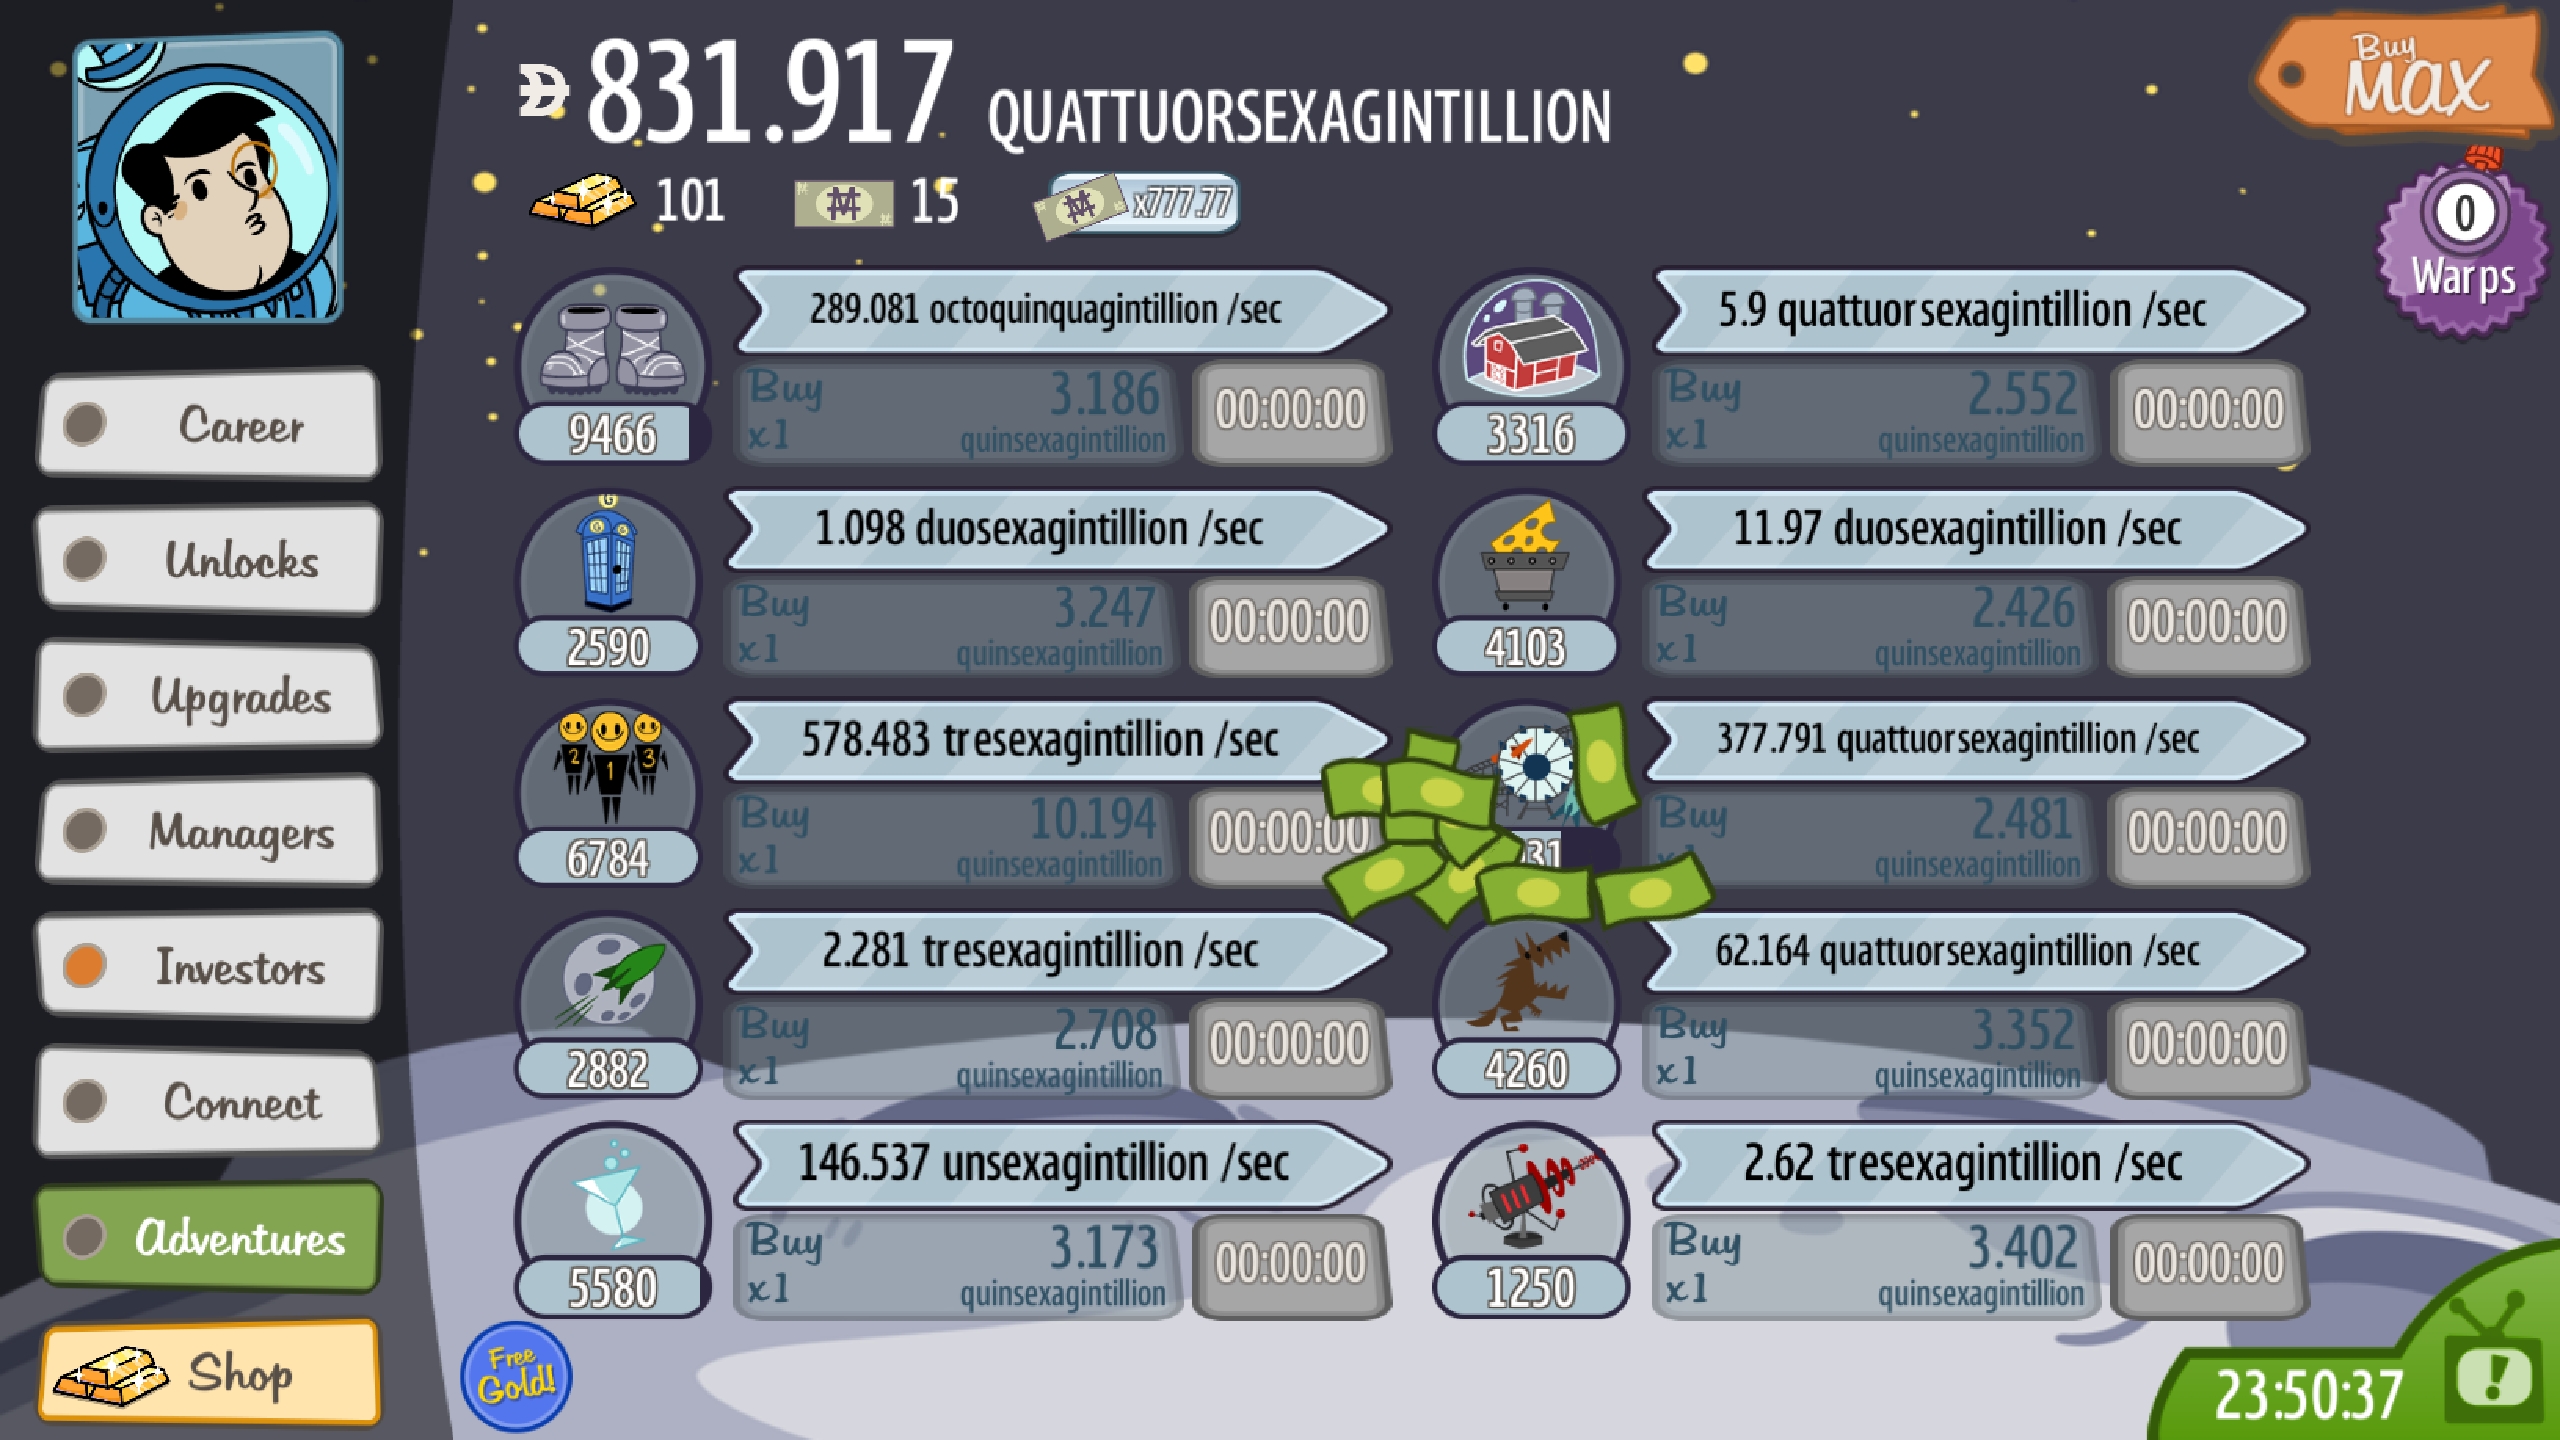 831.917 QUATTUORSEXAGINTILLION
Buy
MAX
101 15 x777.77
0
Warps
Career
Unlocks
Upgrades
Managers
Investors
Connect
Adventures
Shop
289.081 octoquinquagintillion /sec
Buy 3.186
x1 quinsexagintillion
00:00:00
9466
5.9 quattuorsexagintillion /sec
Buy 2.552
x1 quinsexagintillion
00:00:00
3316
G
1.098 duosexagintillion /sec
Buy 3.247
x1 quinsexagintillion
00:00:00
2590
11.97 duosexagintillion /sec
Buy 2.426
x1 quinsexagintillion
00:00:00
4103
2 1 3
578.483 tresexagintillion /sec
Buy 10.194
x1 quinsexagintillion
00:00:00
6784
377.791 quattuorsexagintillion /sec
Buy 2.481
quinsexagintillion
00:00:00
2.281 tresexagintillion /sec
Buy 2.708
x1 quinsexagintillion
00:00:00
2882
62.164 quattuorsexagintillion /sec
Buy 3.352
x1 quinsexagintillion
00:00:00
4260
146.537 unsexagintillion /sec
Buy 3.173
x1 quinsexagintillion
00:00:00
5580
2.62 tresexagintillion /sec
Buy 3.402
x1 quinsexagintillion
00:00:00
1250
Free
Gold!
23:50:37
!